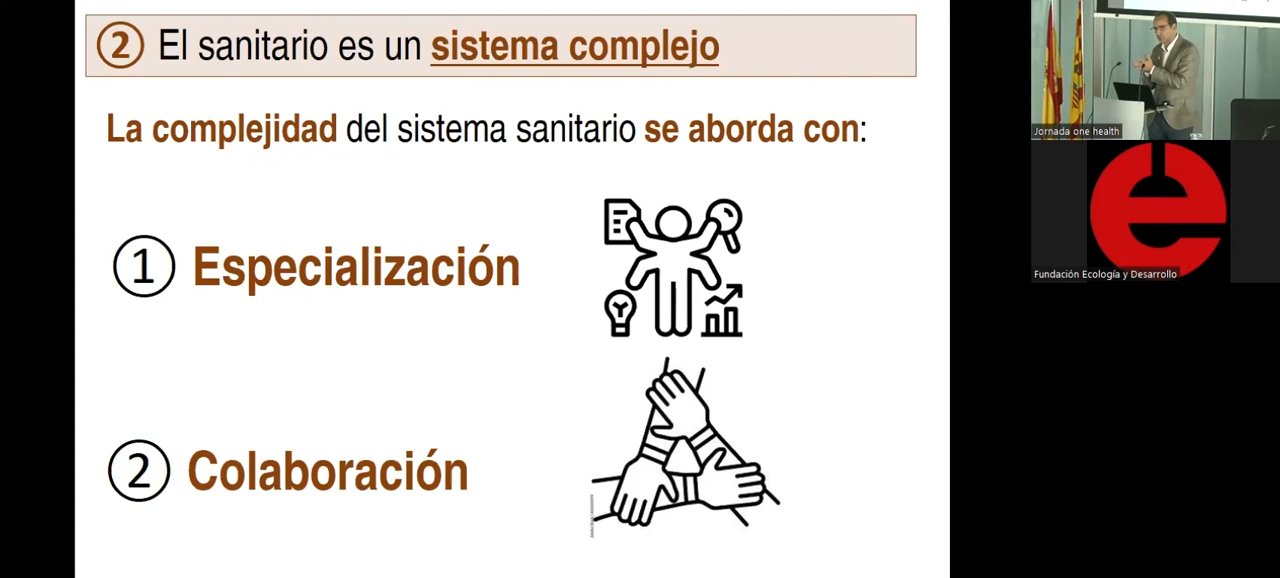 ② El sanitario es un sistema complejo
La complejidad del sistema sanitario se aborda con:
① Especialización
② Colaboración
Jornada one health
e
Fundación Ecología y Desarrollo